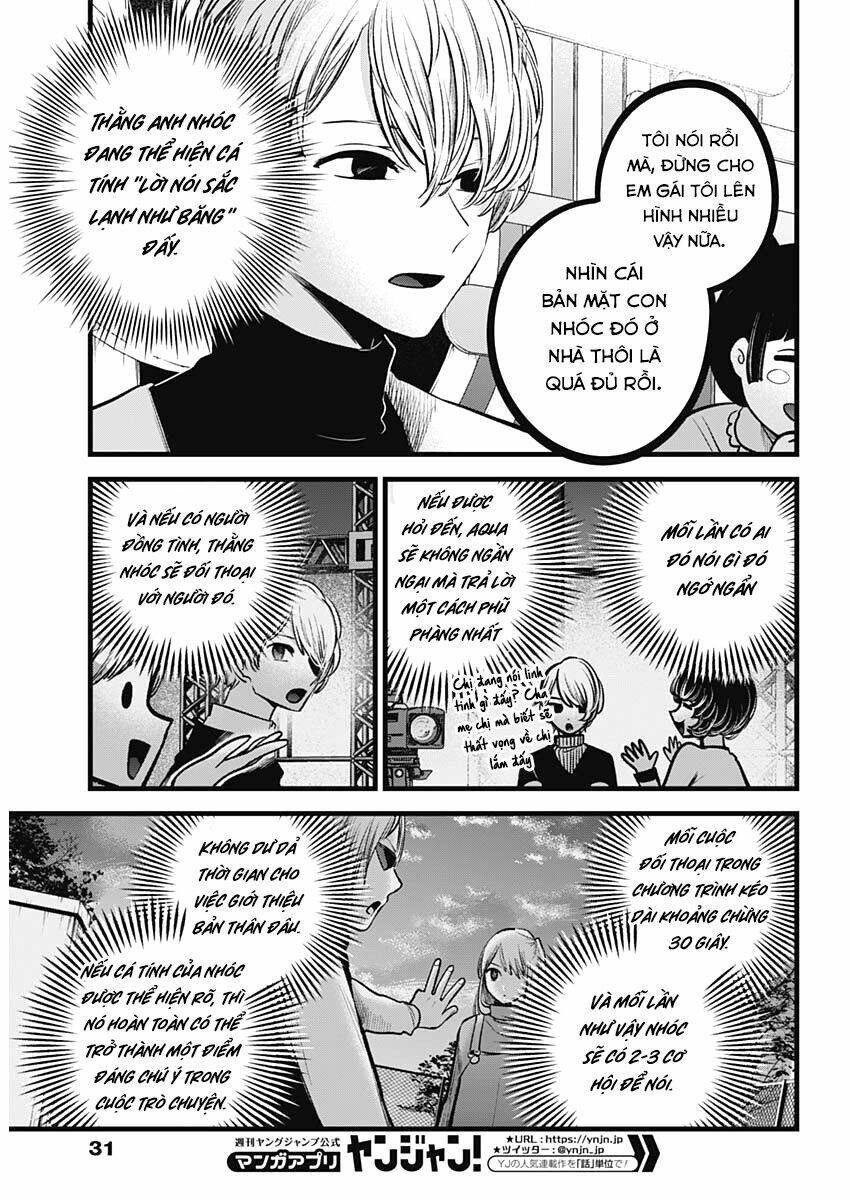 TÔI NÓI RỒI
MÀ, ĐỪNG CHO
EM GÁI TÔI LÊN
HÌNH NHIỀU
VẬY NỮA.
NHÌN CÁI
BẢN MẶT CON
NHÓC ĐÓ Ở
NHÀ THÔI LÀ
QUÁ ĐỦ RỒI.
THẰNG ANH NHÓC
ĐANG THỂ HIỆN CÁ
TÍNH "LỜI NÓI SẮC
LẠNH NHƯ BĂNG"
ĐẤY.
MỖI LẦN CÓ AI
ĐÓ NÓI GÌ ĐÓ
NGỚ NGẨN
NẾU ĐƯỢC
HỎI ĐẾN, AQUA
SẼ KHÔNG NGẦN
NGẠI MÀ TRẢ LỜI
MỘT CÁCH PHŨ
PHÀNG NHẤT
Chị đang nói linh
tinh gì đấy? Cha
mẹ chị mà biết sẽ
thất vọng về chị
lắm đấy
VÀ NẾU CÓ NGƯỜI
ĐỒNG TÌNH, THẰNG
NHÓC SẼ ĐỐI THOẠI
VỚI NGƯỜI ĐÓ.
MỖI CUỘC
ĐỐI THOẠI TRONG
CHƯƠNG TRÌNH KÉO
DÀI KHOẢNG CHỪNG
30 GIÂY.
VÀ MỖI LẦN
NHƯ VẬY NHÓC
SẼ CÓ 2-3 CƠ
HỘI ĐỂ NÓI.
KHÔNG DƯ DẢ
THỜI GIAN CHO
VIỆC GIỚI THIỆU
BẢN THÂN ĐÂU.
NẾU CÁ TÍNH CỦA NHÓC
ĐƯỢC THỂ HIỆN RÕ, THÌ
NÓ HOÀN TOÀN CÓ THỂ
TRỞ THÀNH MỘT ĐIỂM
ĐÁNG CHÚ Ý TRONG
CUỘC TRÒ CHUYỆN.
31
週刊ヤングジャンプ公式
マンガアプリ
ヤンジャン!
★URL:https://ynjn.jp
★ツイッター:@ynjn_jp
YJの人気連載作を「話」単位で!